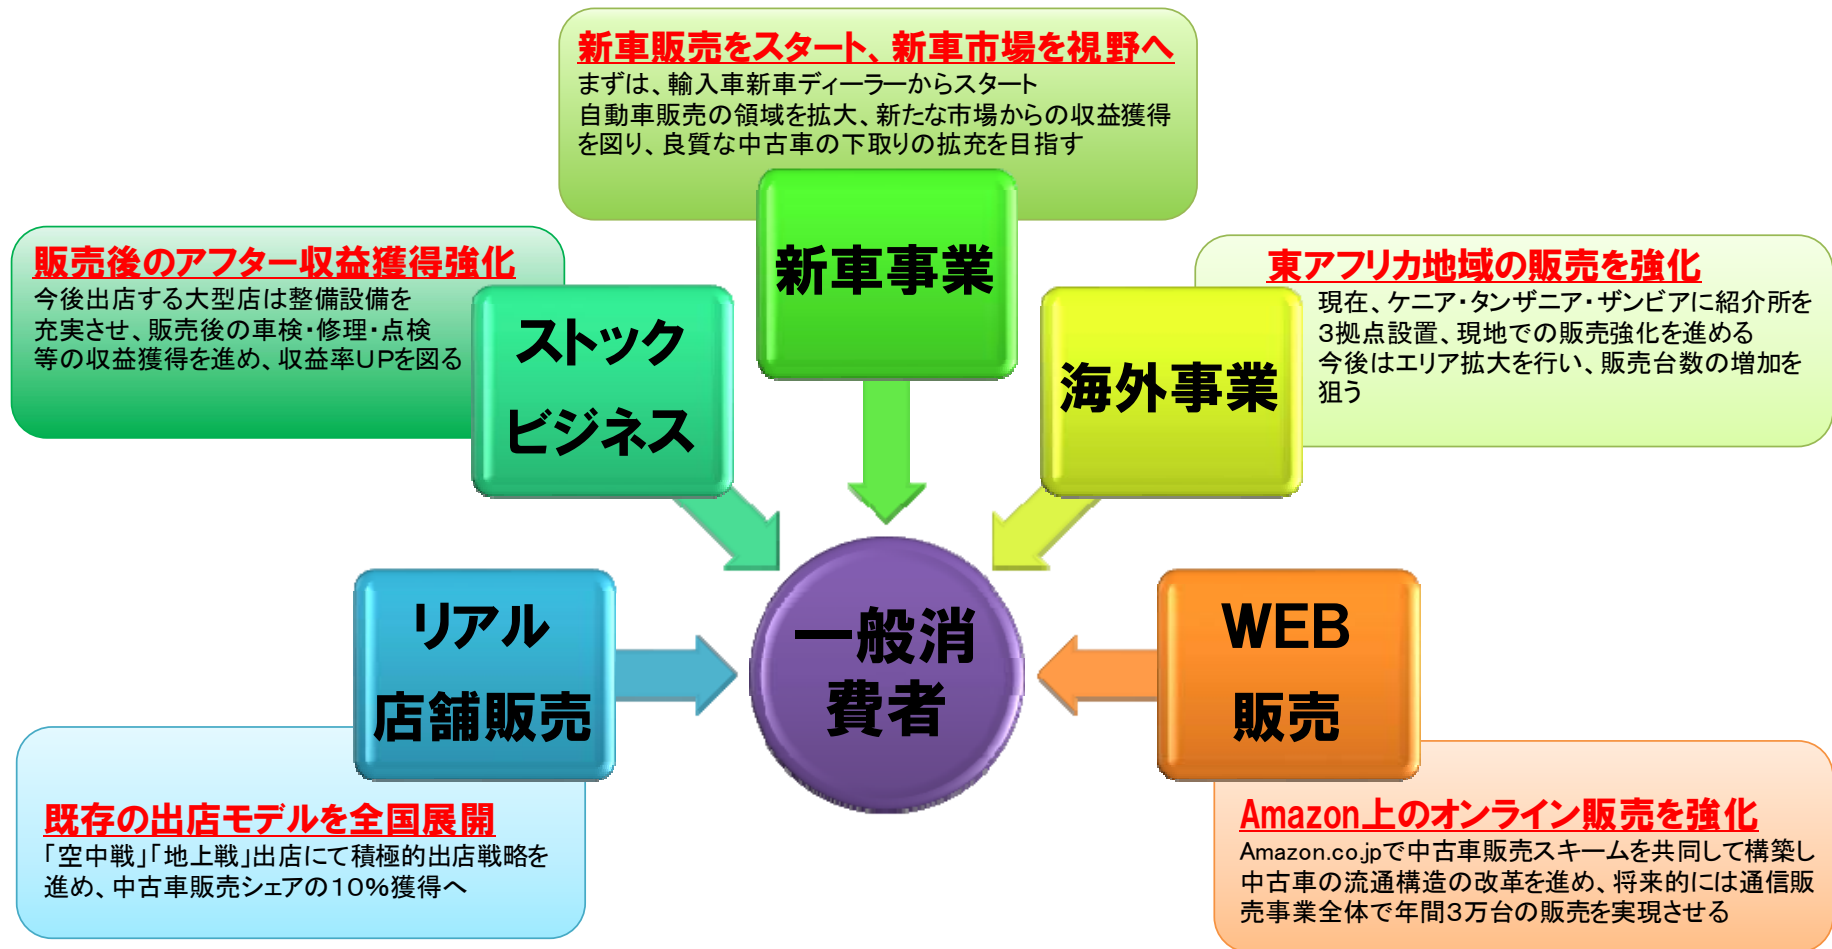 新車販売をスタート、新車市場を視野へ
まずは、輸入車新車ディーラーからスタート
自動車販売の領域を拡大、新たな市場からの収益獲得
を図り、良質な中古車の下取りの拡充を目指す
新車事業
販売後のアフター収益獲得強化
今後出店する大型店は整備設備を
充実させ、販売後の車検・修理・点検
等の収益獲得を進め、収益率UPを図る
ストック
ビジネス
東アフリカ地域の販売を強化
現在、ケニア・タンザニア・ザンビアに紹介所を
3拠点設置、現地での販売強化を進める
今後はエリア拡大を行い、販売台数の増加を
狙う
海外事業
一般消
費者
リアル
店舗販売
既存の出店モデルを全国展開
「空中戦」「地上戦」出店にて積極的出店戦略を
進め、中古車販売シェアの10%獲得へ
WEB
販売
Amazon上のオンライン販売を強化
Amazon.co.jpで中古車販売スキームを共同して構築し
中古車の流通構造の改革を進め、将来的には通信販
売事業全体で年間3万台の販売を実現させる